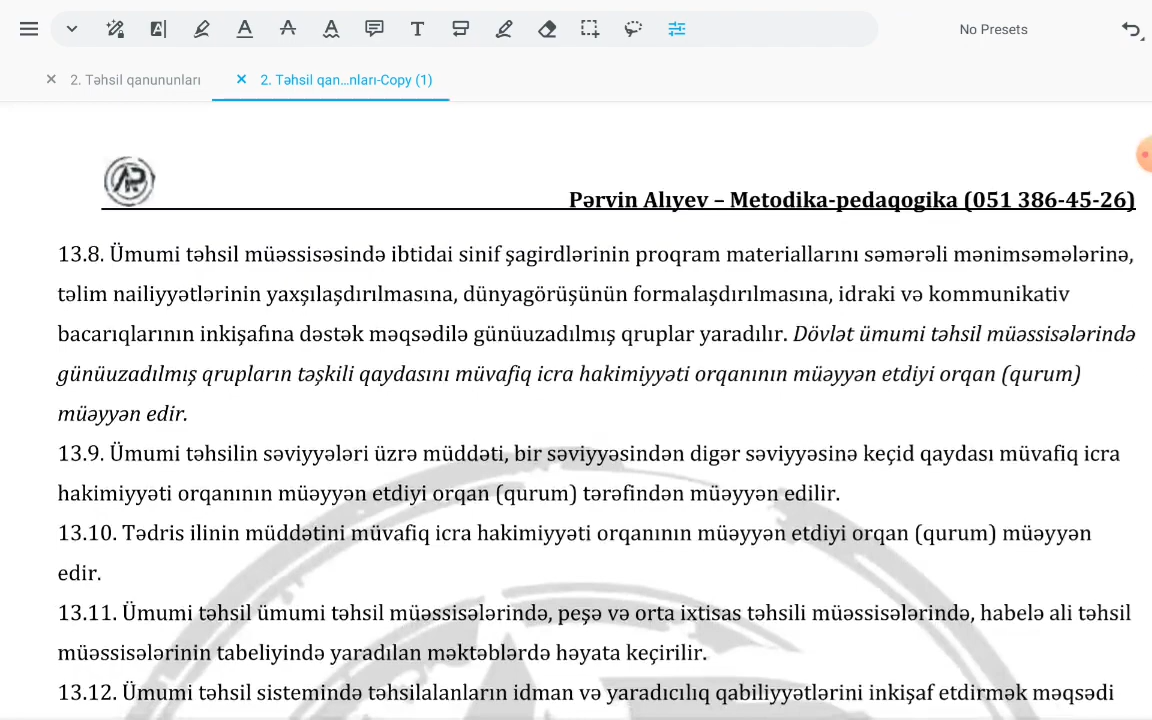 No Presets
2. Təhsil qanununları
2. Təhsil qan...nları-Copy (1)
Pərvin Alıyev – Metodika-pedaqogika (051 386-45-26)
13.8. Ümumi təhsil müəssisəsində ibtidai sinif şagirdlərinin proqram materiallarını səmərəli mənimsəmələrinə,
təlim nailiyyətlərinin yaxşılaşdırılmasına, dünyagörüşünün formalaşdırılmasına, idraki və kommunikativ
bacarıqlarının inkişafına dəstək məqsədilə günüuzadılmış qruplar yaradılır. Dövlət ümumi təhsil müəssisələrində
günüuzadılmış qrupların təşkili qaydasını müvafiq icra hakimiyyəti orqanının müəyyən etdiyi orqan (qurum)
müəyyən edir.
13.9. Ümumi təhsilin səviyyələri üzrə müddəti, bir səviyyəsindən digər səviyyəsinə keçid qaydası müvafiq icra
hakimiyyəti orqanının müəyyən etdiyi orqan (qurum) tərəfindən müəyyən edilir.
13.10. Tədris ilinin müddətini müvafiq icra hakimiyyəti orqanının müəyyən etdiyi orqan (qurum) müəyyən
edir.
13.11. Ümumi təhsil ümumi təhsil müəssisələrində, peşə və orta ixtisas təhsili müəssisələrində, habelə ali təhsil
müəssisələrinin tabeliyində yaradılan məktəblərdə həyata keçirilir.
13.12. Ümumi təhsil sistemində təhsilalanların idman və yaradıcılıq qabiliyyətlərini inkişaf etdirmək məqsədi